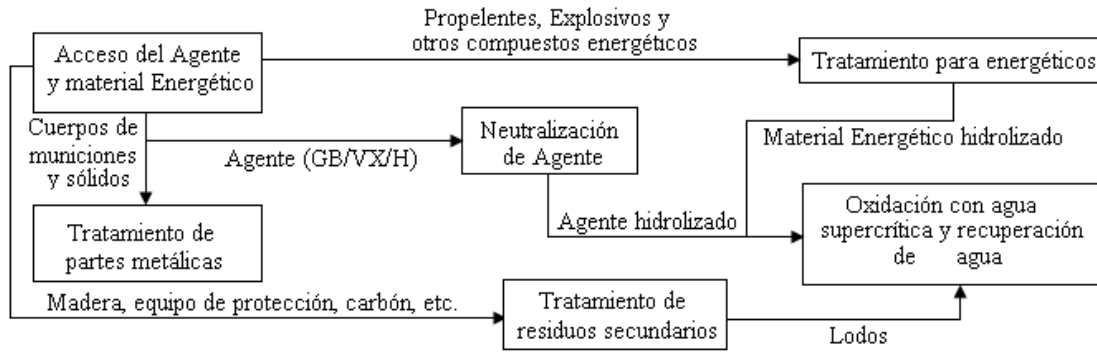 Propelentes, Explosivos y
otros compuestos energéticos
Acceso del Agente
y material Energético
Tratamiento para energéticos
Cuerpos de
municiones
y sólidos
Agente (GB/VX/H)
Neutralización
de Agente
Material Energético hidrolizado
Tratamiento de
partes metálicas
Agente hidrolizado
Oxidación con agua
supercrítica y recuperación
de agua
Madera, equipo de protección, carbón, etc.
Tratamiento de
residuos secundarios
Lodos